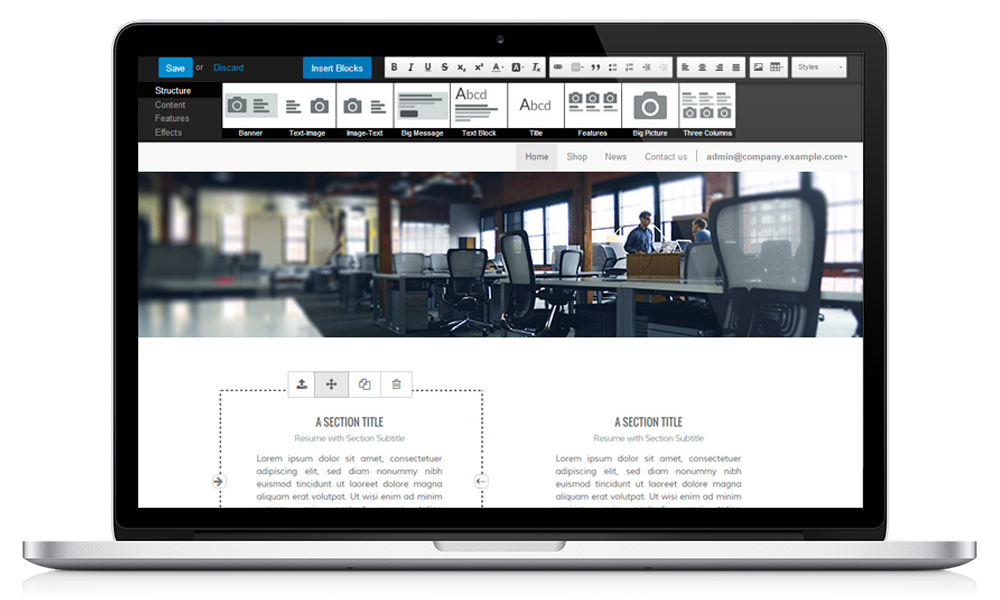 Save or Discard Insert Blocks B I U S x₂ x² A A Tx Styles
Structure
Content
Features
Effects
Abcd
Abcd
Banner Text-Image Image-Text Big Message Text Block Title Features Big Picture Three Columns
Home Shop News Contact us admin@company.example.com
A SECTION TITLE
Resume with Section Subtitle
Lorem ipsum dolor sit amet, consectetuer
adipiscing elit, sed diam nonummy nibh
euismod tincidunt ut laoreet dolore magna
aliquam erat volutpat. Ut wisi enim ad minim
A SECTION TITLE
Resume with Section Subtitle
Lorem ipsum dolor sit amet, consectetuer
adipiscing elit, sed diam nonummy nibh
euismod tincidunt ut laoreet dolore magna
aliquam erat volutpat. Ut wisi enim ad minim